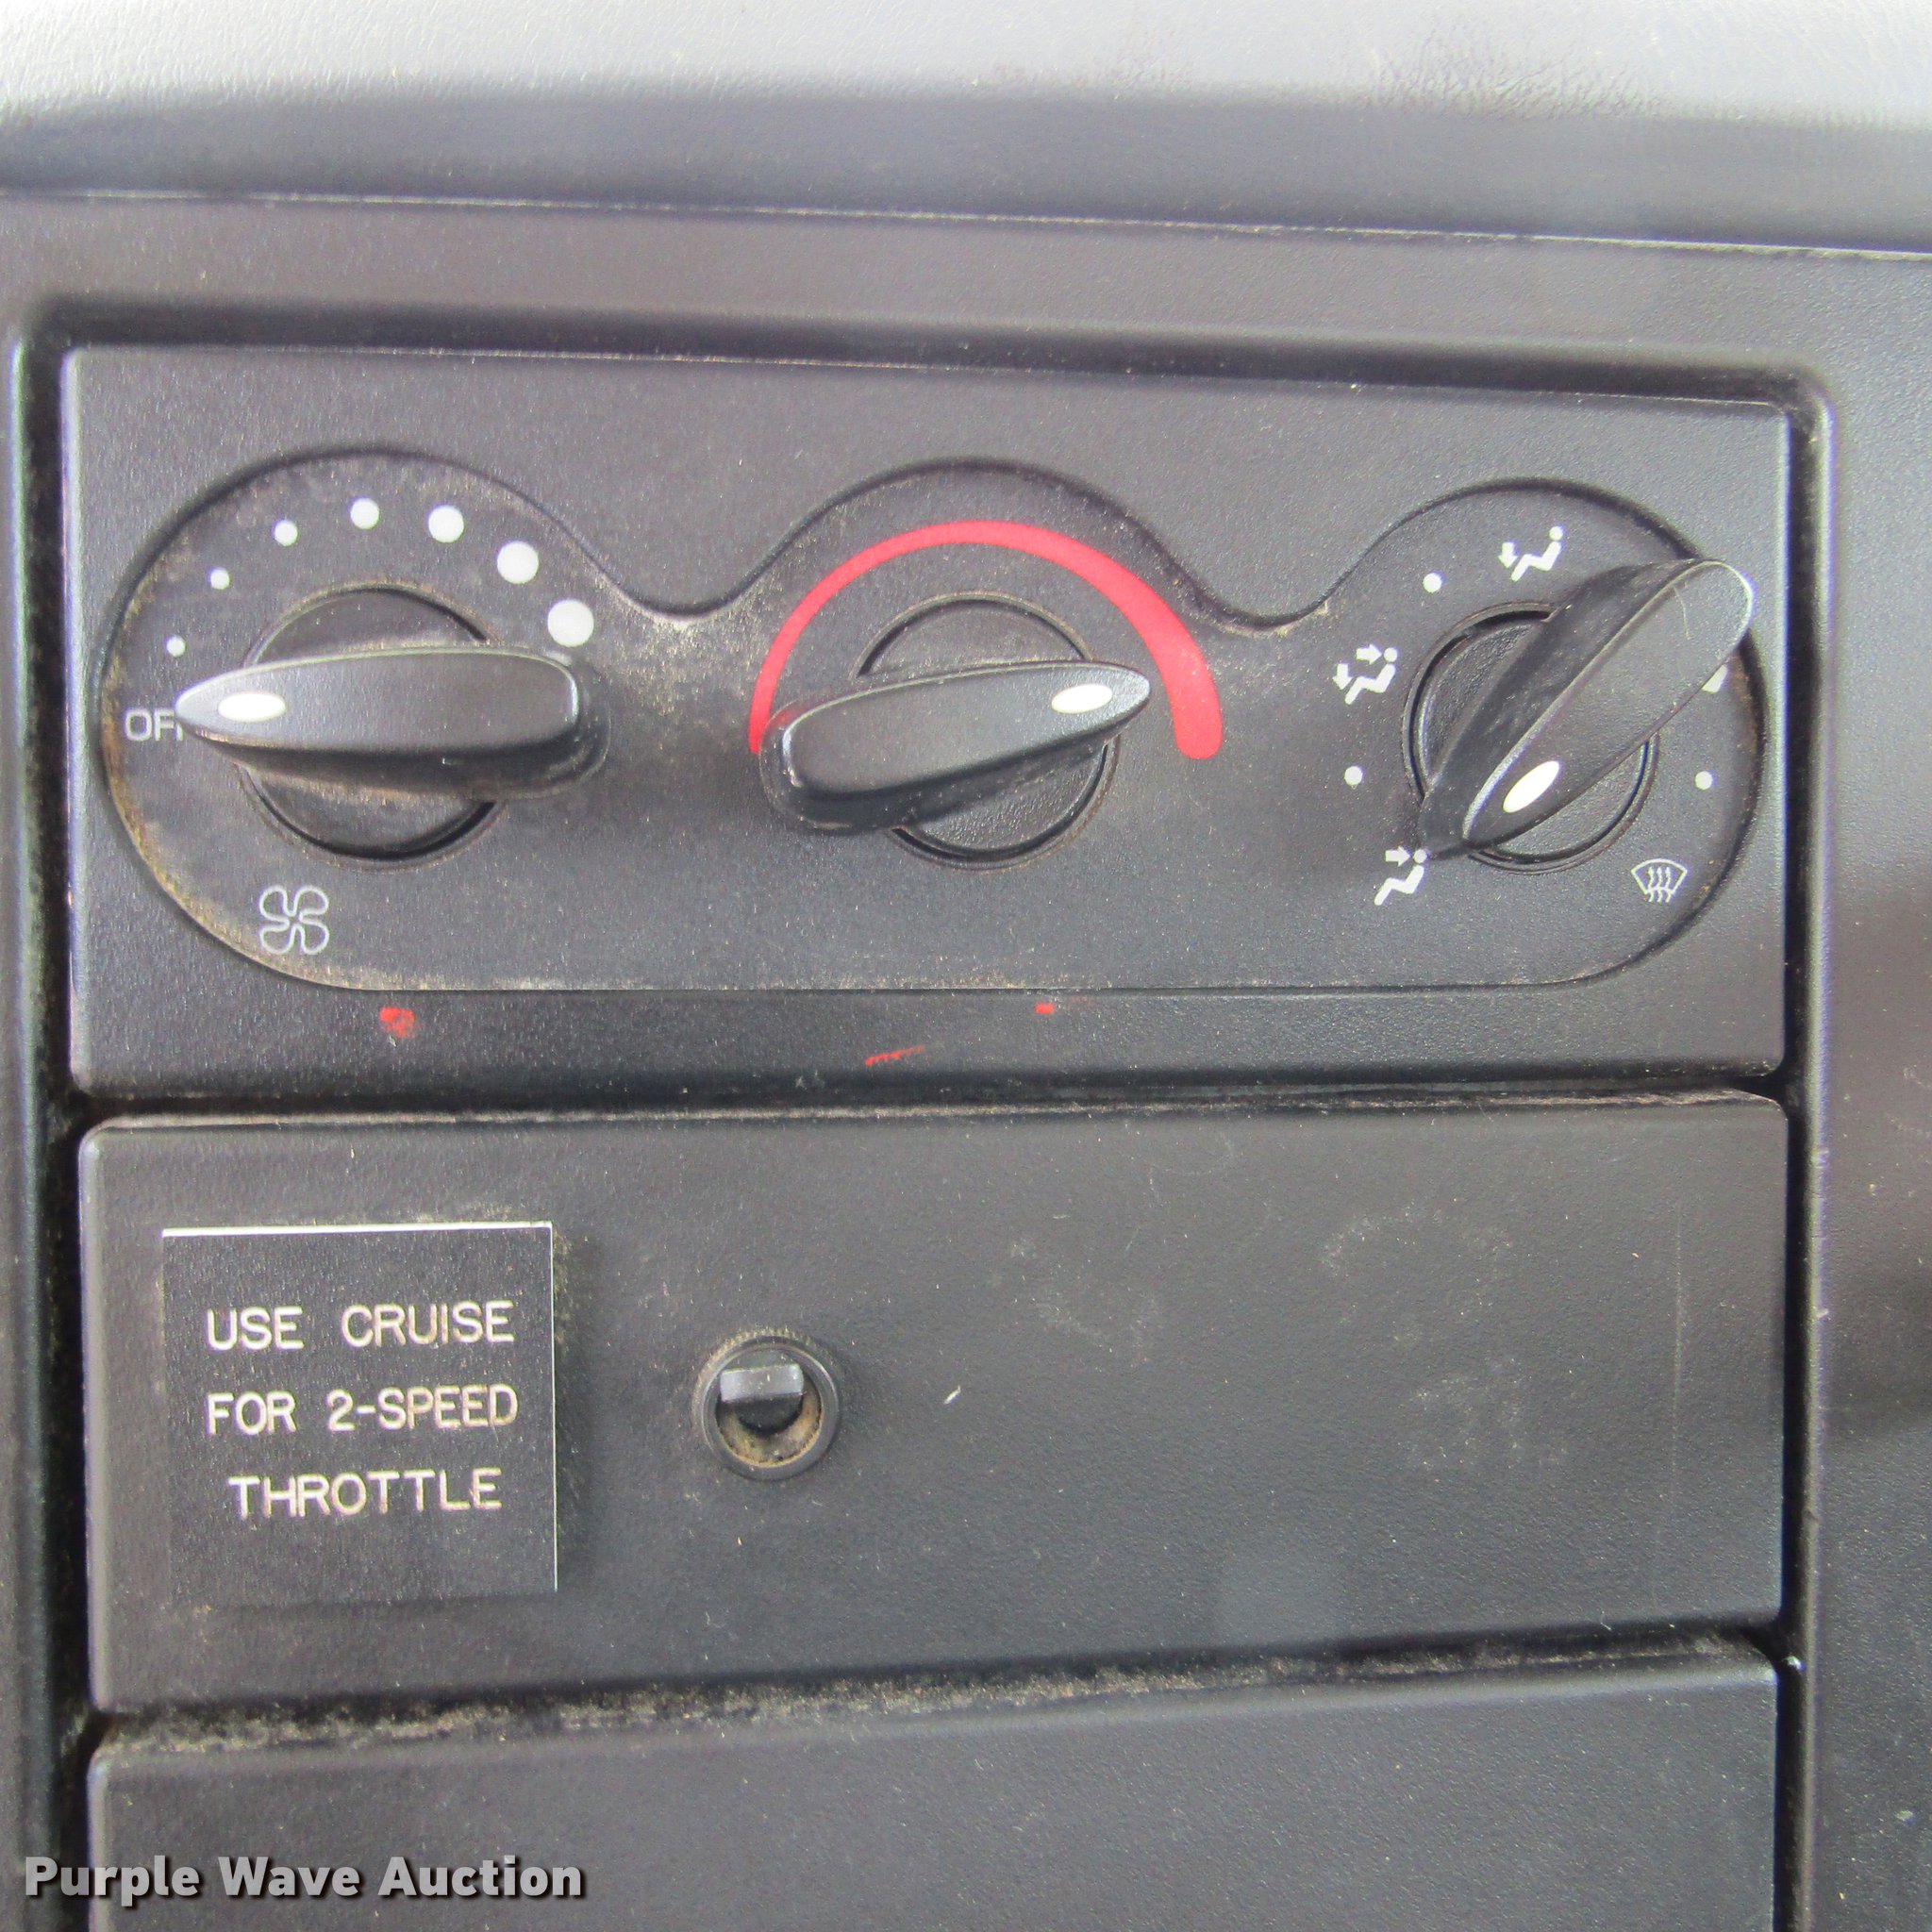 OFF
USE CRUISE
FOR 2-SPEED
THROTTLE
Purple Wave Auction